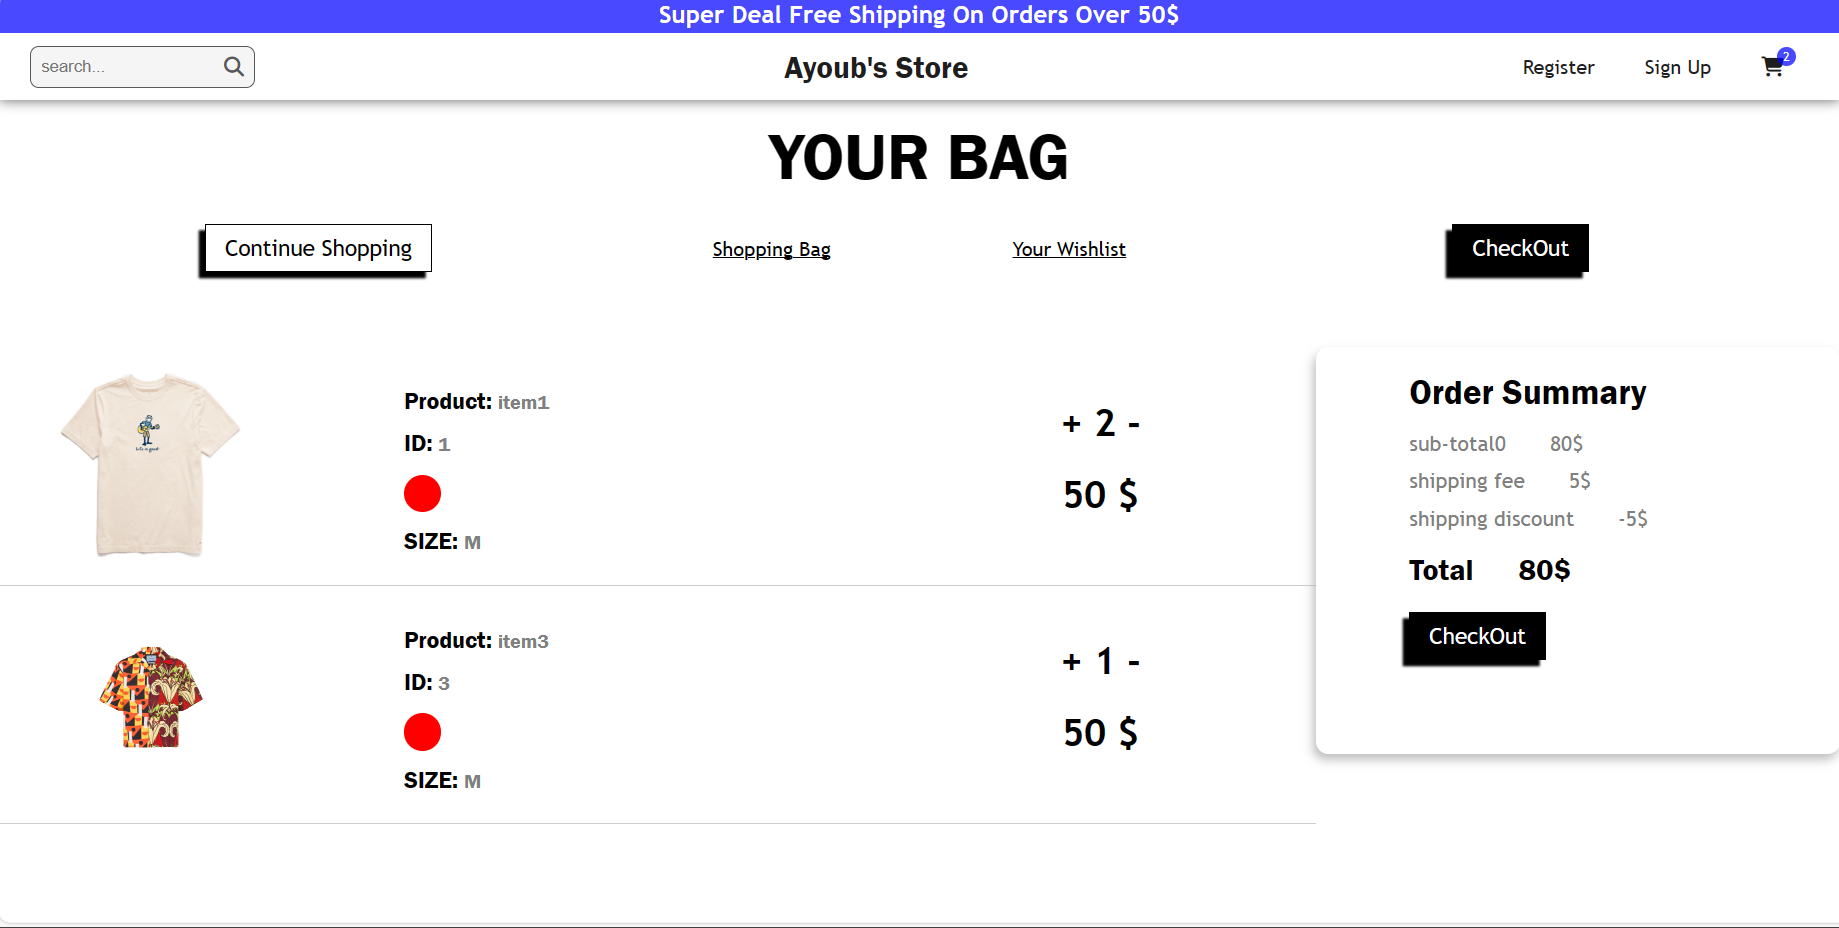 Super Deal Free Shipping On Orders Over 50$
search...
Ayoub's Store
Register
Sign Up
2
YOUR BAG
Continue Shopping
Shopping Bag
Your Wishlist
CheckOut
Product: item1
ID: 1
SIZE: M
+ 2 -
50 $
Product: item3
ID: 3
SIZE: M
+ 1 -
50 $
Order Summary
sub-total0 80$
shipping fee 5$
shipping discount -5$
Total 80$
CheckOut